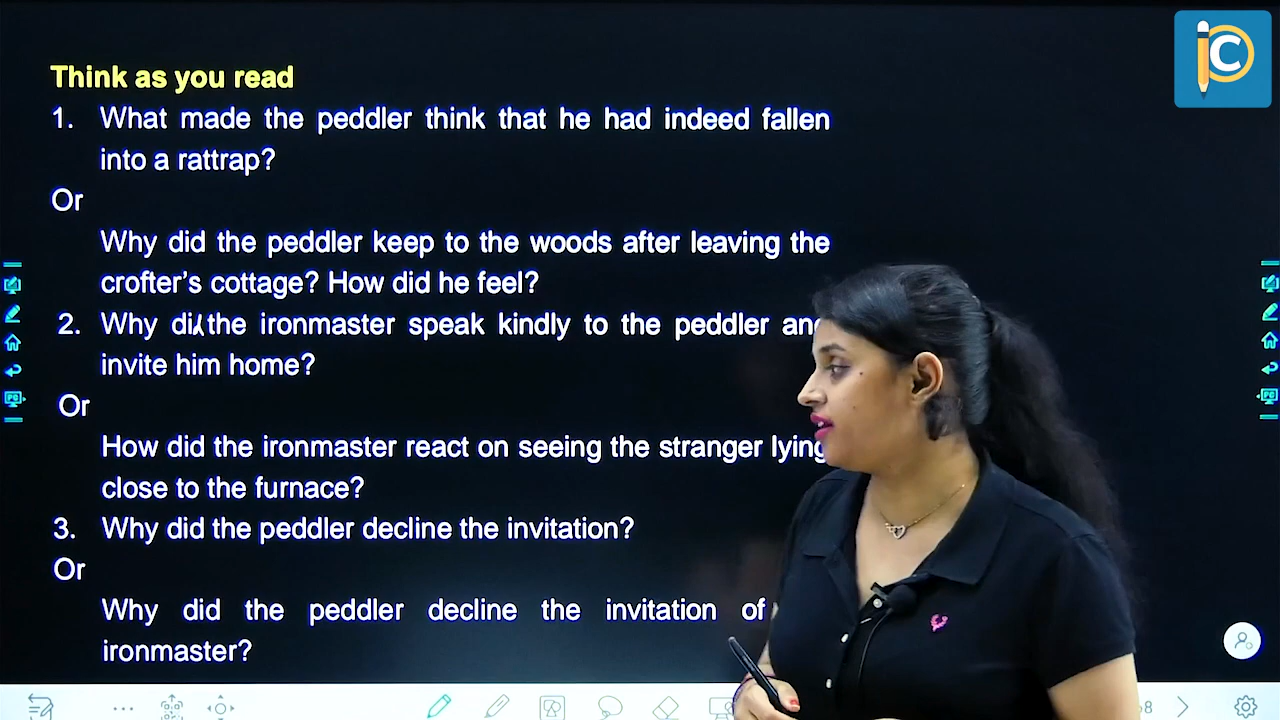 Think as you read
1. What made the peddler think that he had indeed fallen
into a rattrap?
Or
Why did the peddler keep to the woods after leaving the
crofter's cottage? How did he feel?
2. Why did the ironmaster speak kindly to the peddler and
invite him home?
Or
How did the ironmaster react on seeing the stranger lying
close to the furnace?
3. Why did the peddler decline the invitation?
Or
Why did the peddler decline the invitation of
ironmaster?